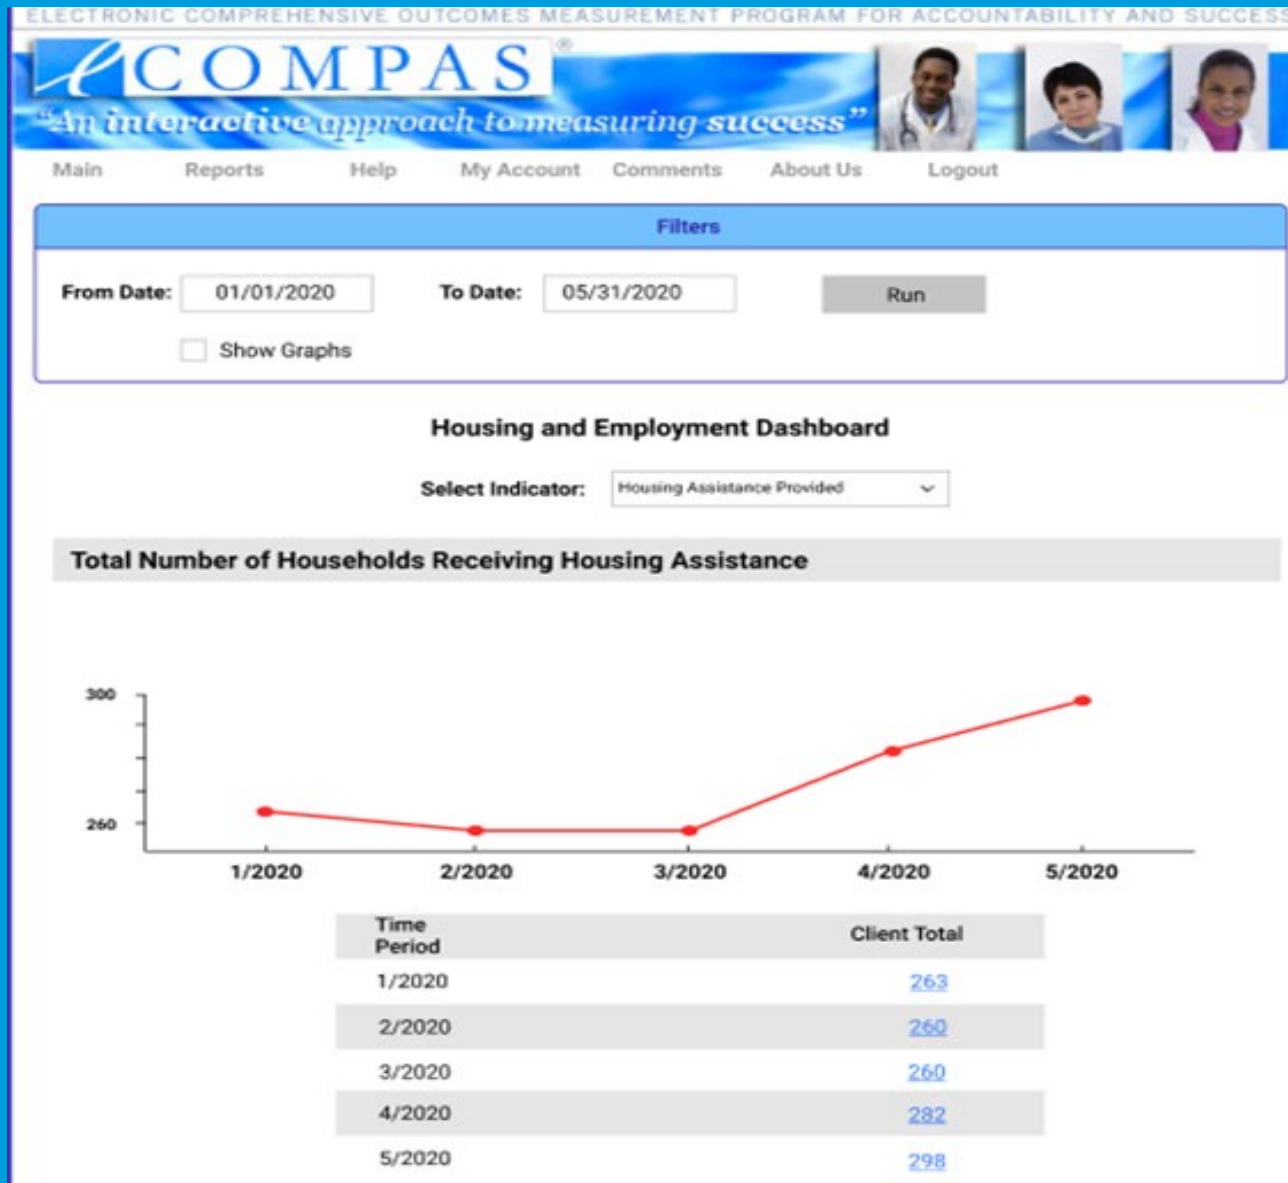 ELECTRONIC COMPREHENSIVE OUTCOMES MEASUREMENT PROGRAM FOR ACCOUNTABILITY AND SUCCESS
eCOMPAS®
"An interactive approach to measuring success"
Main Reports Help My Account Comments About Us Logout
Filters
From Date: 01/01/2020 To Date: 05/31/2020 Run
Show Graphs
Housing and Employment Dashboard
Select Indicator: Housing Assistance Provided
Total Number of Households Receiving Housing Assistance
300
260
1/2020 2/2020 3/2020 4/2020 5/2020
Time Period Client Total
1/2020 263
2/2020 260
3/2020 260
4/2020 282
5/2020 298